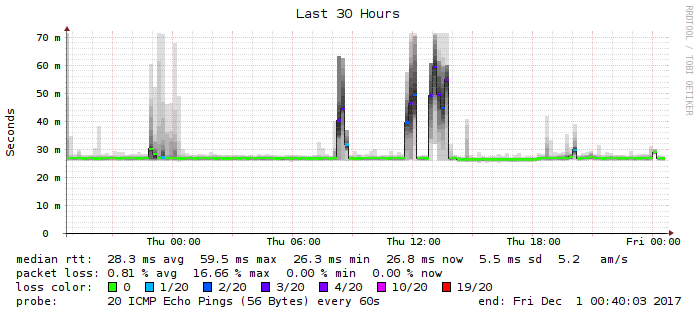 Last 30 Hours
RRDTOOL / TOBI OETIKER
Seconds
70 m
60 m
50 m
40 m
30 m
20 m
10 m
0
Thu 00:00 Thu 06:00 Thu 12:00 Thu 18:00 Fri 00:00
median rtt: 28.3 ms avg 59.5 ms max 26.3 ms min 26.8 ms now 5.5 ms sd 5.2 am/s
packet loss: 0.81 % avg 16.66 % max 0.00 % min 0.00 % now
loss color: 0 1/20 2/20 3/20 4/20 10/20 19/20
probe: 20 ICMP Echo Pings (56 Bytes) every 60s end: Fri Dec 1 00:40:03 2017